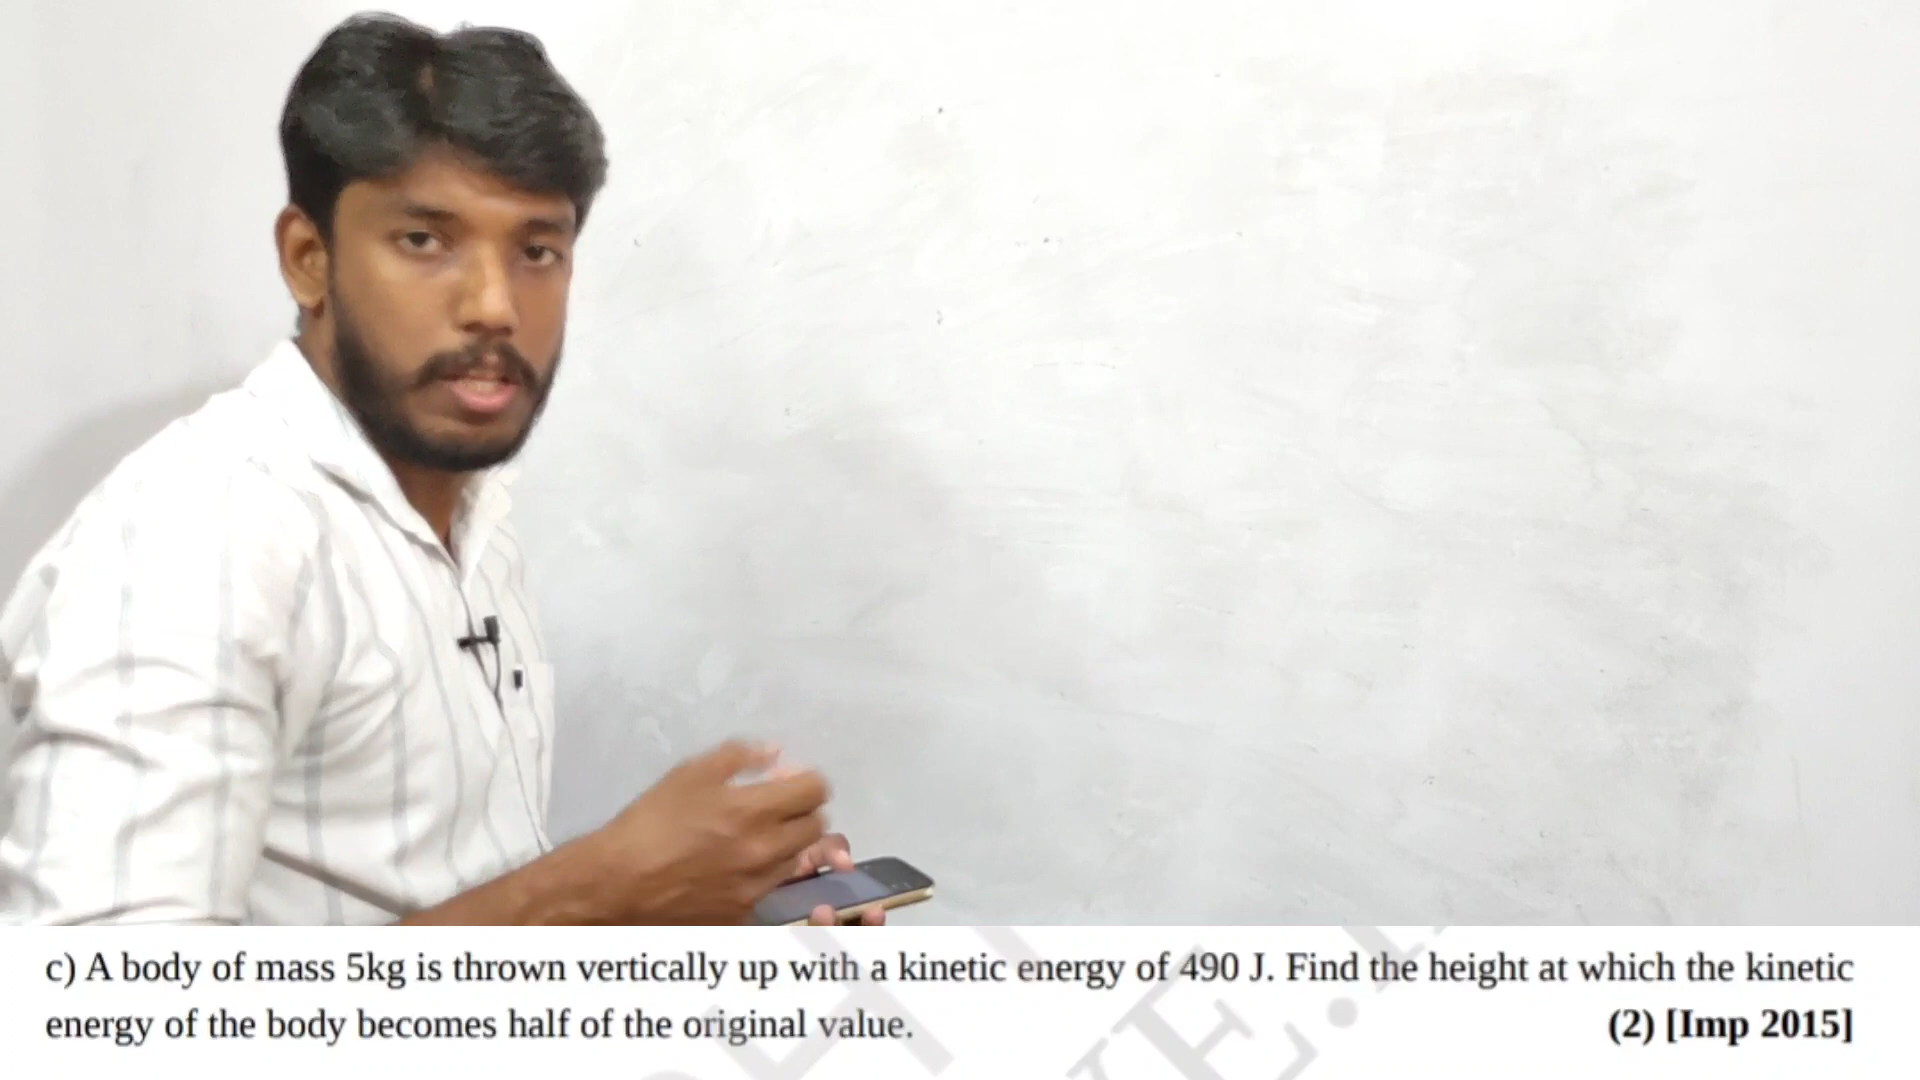 c) A body of mass 5kg is thrown vertically up with a kinetic energy of 490 J. Find the height at which the kinetic
energy of the body becomes half of the original value. (2) [Imp 2015]